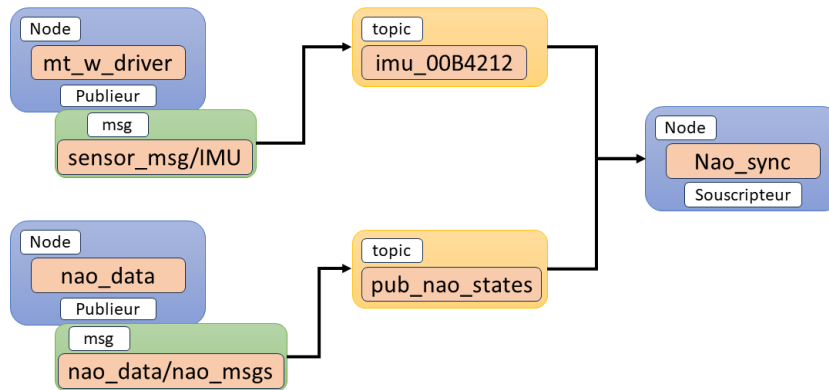 Node
mt_w_driver
Publieur
msg
sensor_msg/IMU
topic
imu_00B4212
Node
nao_data
Publieur
msg
nao_data/nao_msgs
topic
pub_nao_states
Node
Nao_sync
Souscripteur